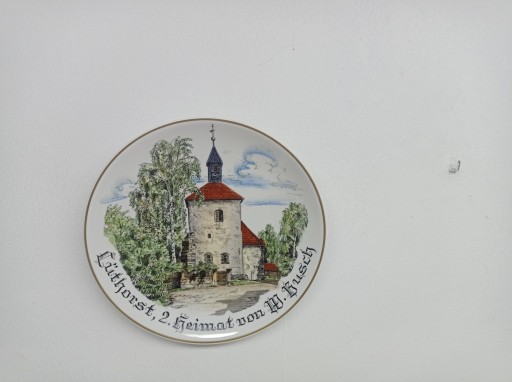 Lüthorst, 2. Heimat von W. Busch